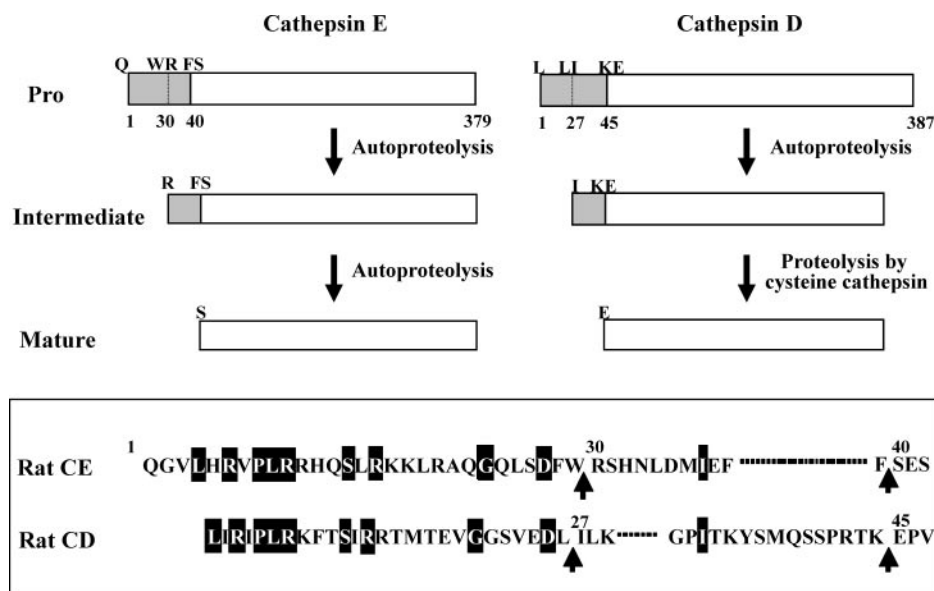 Cathepsin E Cathepsin D
Q WR FS L LI KE
Pro
1 30 40 379 1 27 45 387
Autoproteolysis Autoproteolysis
R FS I KE
Intermediate
Autoproteolysis Proteolysis by
cysteine cathepsin
S E
Mature
1 30 40
Rat CE QGVLHRVPLRRHQSLRKKLRAQGQLSDFW RSHNLDMIEF F SES
27 45
Rat CD LIRIPLRKFTSIRRTMTEVGGSVEDL ILK GPITKYSMQSSPRTK EPV